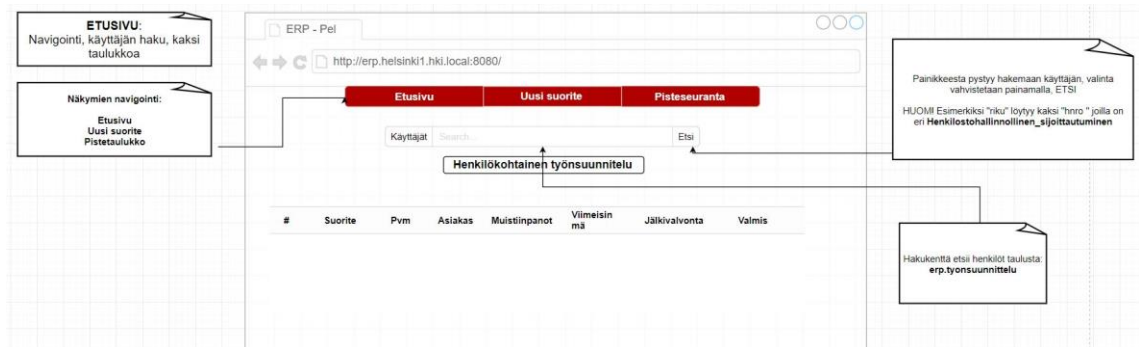 ETUSIVU:
Navigointi, käyttäjän haku, kaksi
taulukkoa
Näkymien navigointi:
Etusivu
Uusi suorite
Pistetaulukko
ERP - Pel
http://erp.helsinki1.hki.local:8080/
Etusivu Uusi suorite Pisteseuranta
Käyttäjät Search... Etsi
Henkilökohtainen työnsuunnitelu
# Suorite Pvm Asiakas Muistiinpanot Viimeisin Jälkivalvonta Valmis
mä
Painikkeesta pystyy hakemaan käyttäjän, valinta
vahvistetaan painamalla, ETSI
HUOM! Esimerkiksi "riku" löytyy kaksi "hnro " joilla on
eri Henkilostohallinnollinen_sijoittautuminen
Hakukenttä etsii henkilöt taulusta:
erp.tyonsuunnittelu